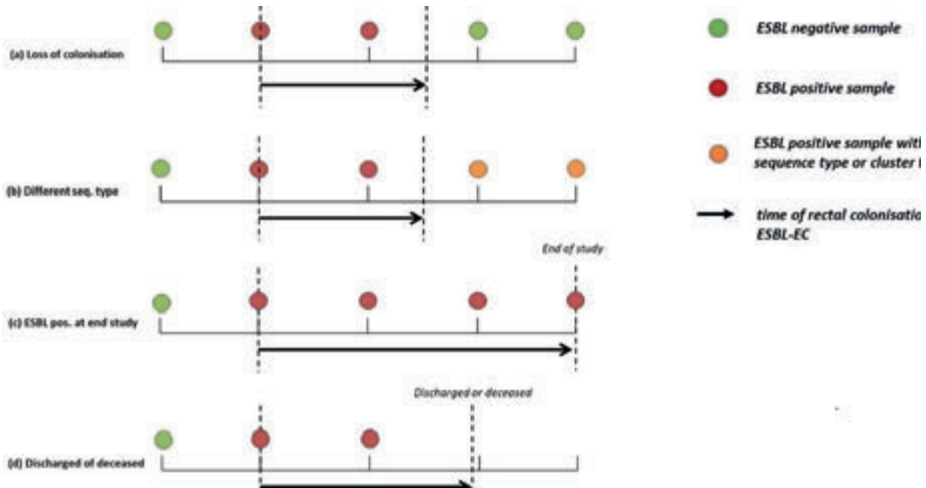 (a) Loss of colonisation
(b) Different seq. type
End of study
(c) ESBL pos. at end study
Discharged or deceased
(d) Discharged of deceased
ESBL negative sample
ESBL positive sample
ESBL positive sample with
sequence type or cluster
time of rectal colonisatio
ESBL-EC